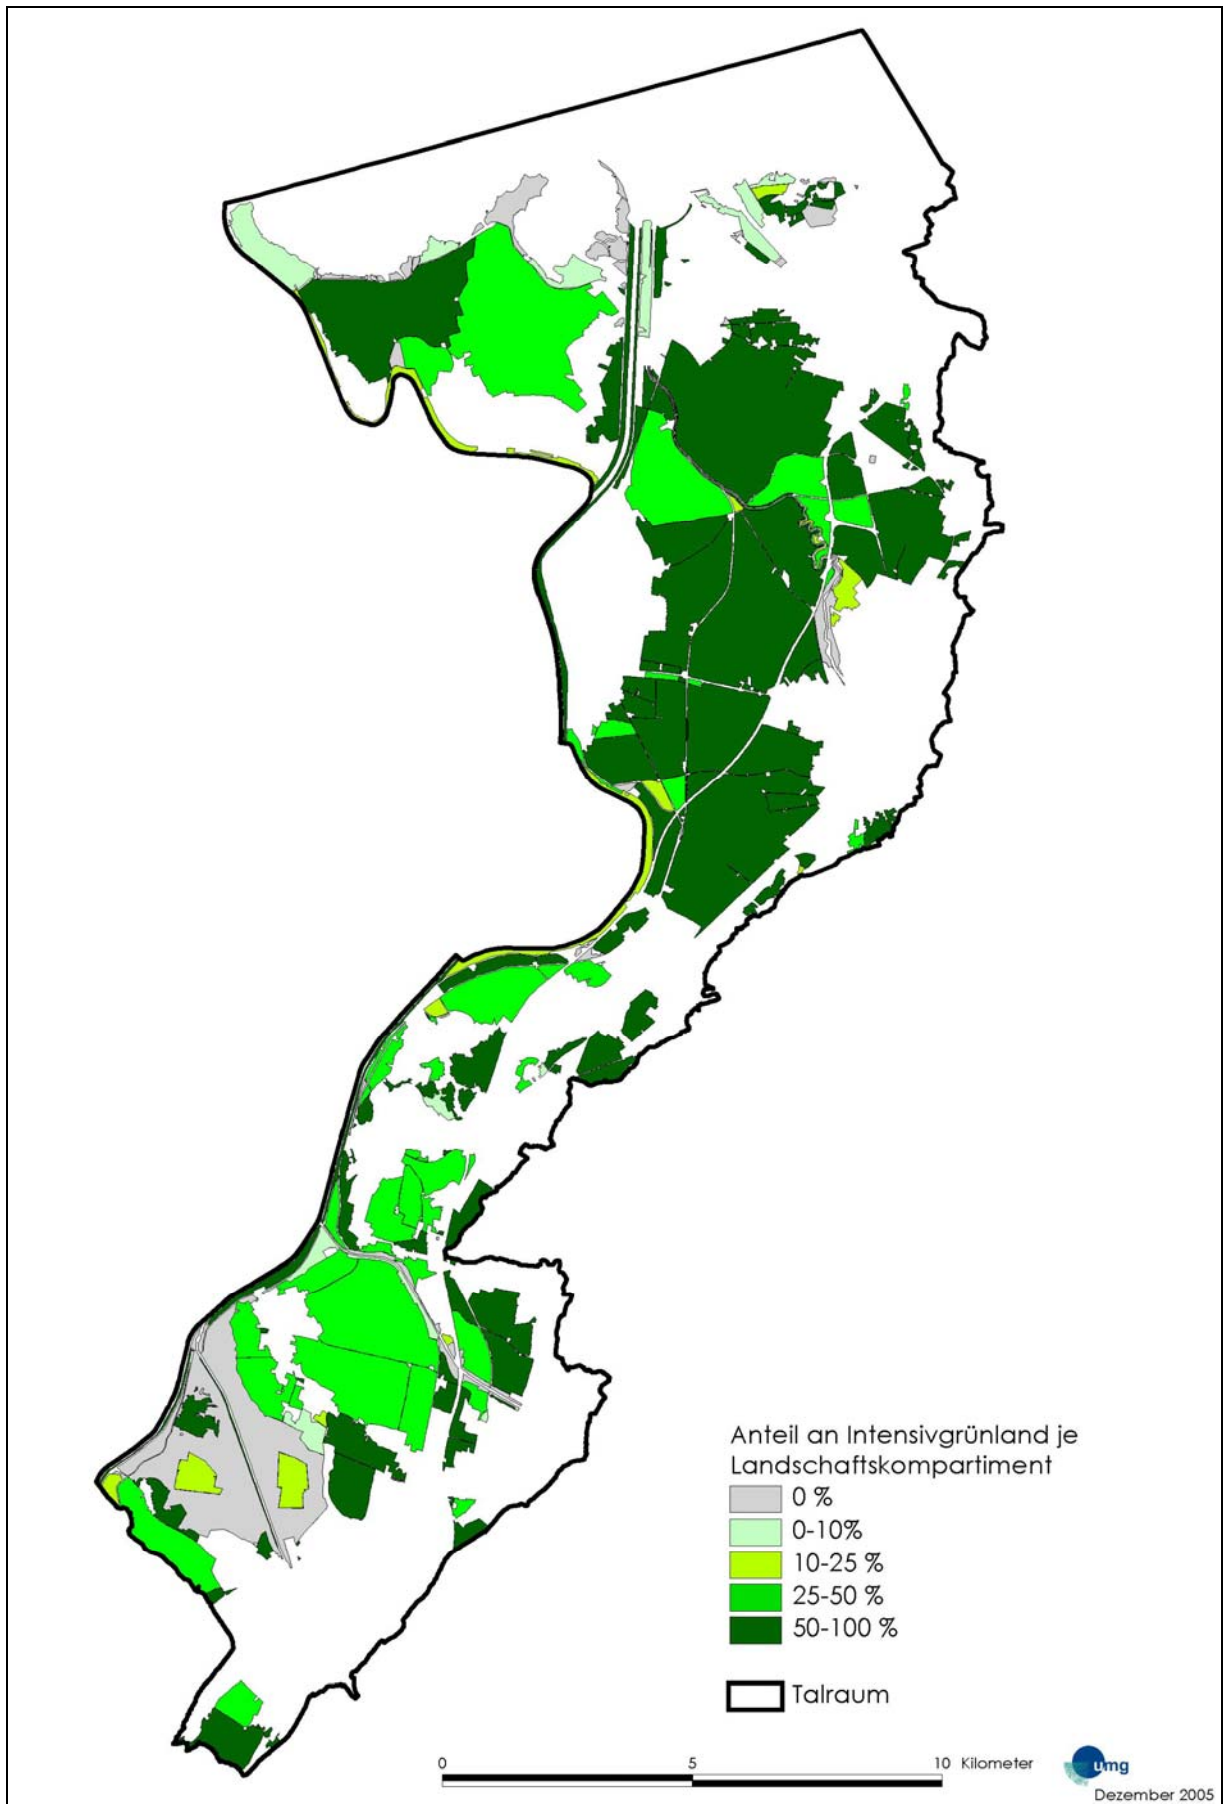 Anteil an Intensivgrünland je
Landschaftskompartiment
0 %
0-10%
10-25 %
25-50 %
50-100 %
Talraum
0 5 10 Kilometer
umg
Dezember 2005